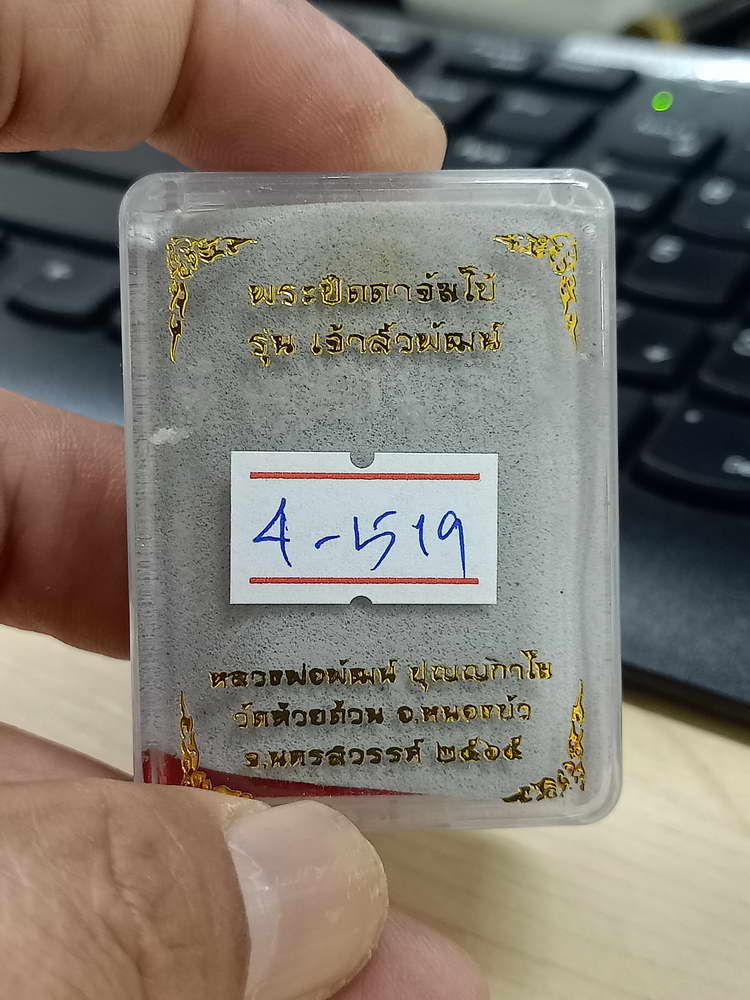 พระปิดตาจัมโบ้
รุ่น เจ้าสัวพัฒน์
4-1519
หลวงพ่อพัฒน์ ปุญฺญกาโม
วัดห้วยด้วน อ.หนองบัว
จ.นครสวรรค์ ๒๕๖๕